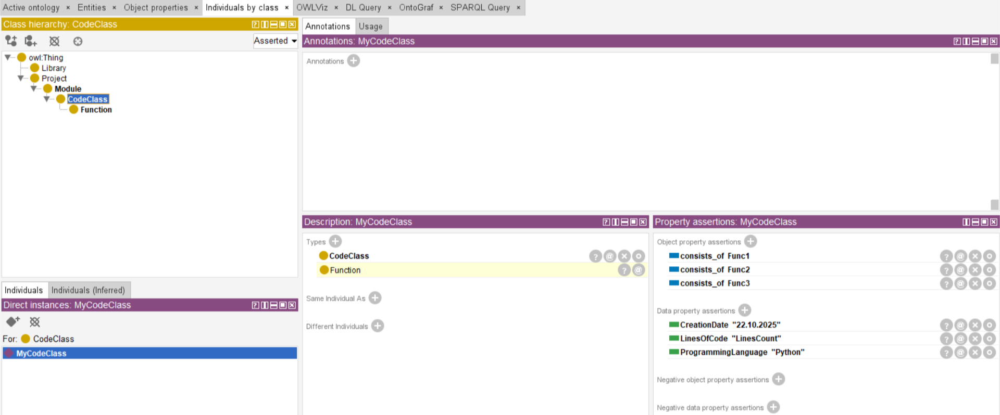 Active ontology × Entities × Object properties × Individuals by class × OWLViz × DL Query × OntoGraf × SPARQL Query ×
Class hierarchy: CodeClass
Asserted
owl:Thing
Library
Project
Module
CodeClass
Function
Individuals Individuals (Inferred)
Direct instances: MyCodeClass
For: CodeClass
MyCodeClass
Annotations Usage
Annotations: MyCodeClass
Annotations
Description: MyCodeClass
Types
CodeClass
Function
Same Individual As
Different Individuals
Property assertions: MyCodeClass
Object property assertions
consists_of Func1
consists_of Func2
consists_of Func3
Data property assertions
CreationDate "22.10.2025"
LinesOfCode "LinesCount"
ProgrammingLanguage "Python"
Negative object property assertions
Negative data property assertions